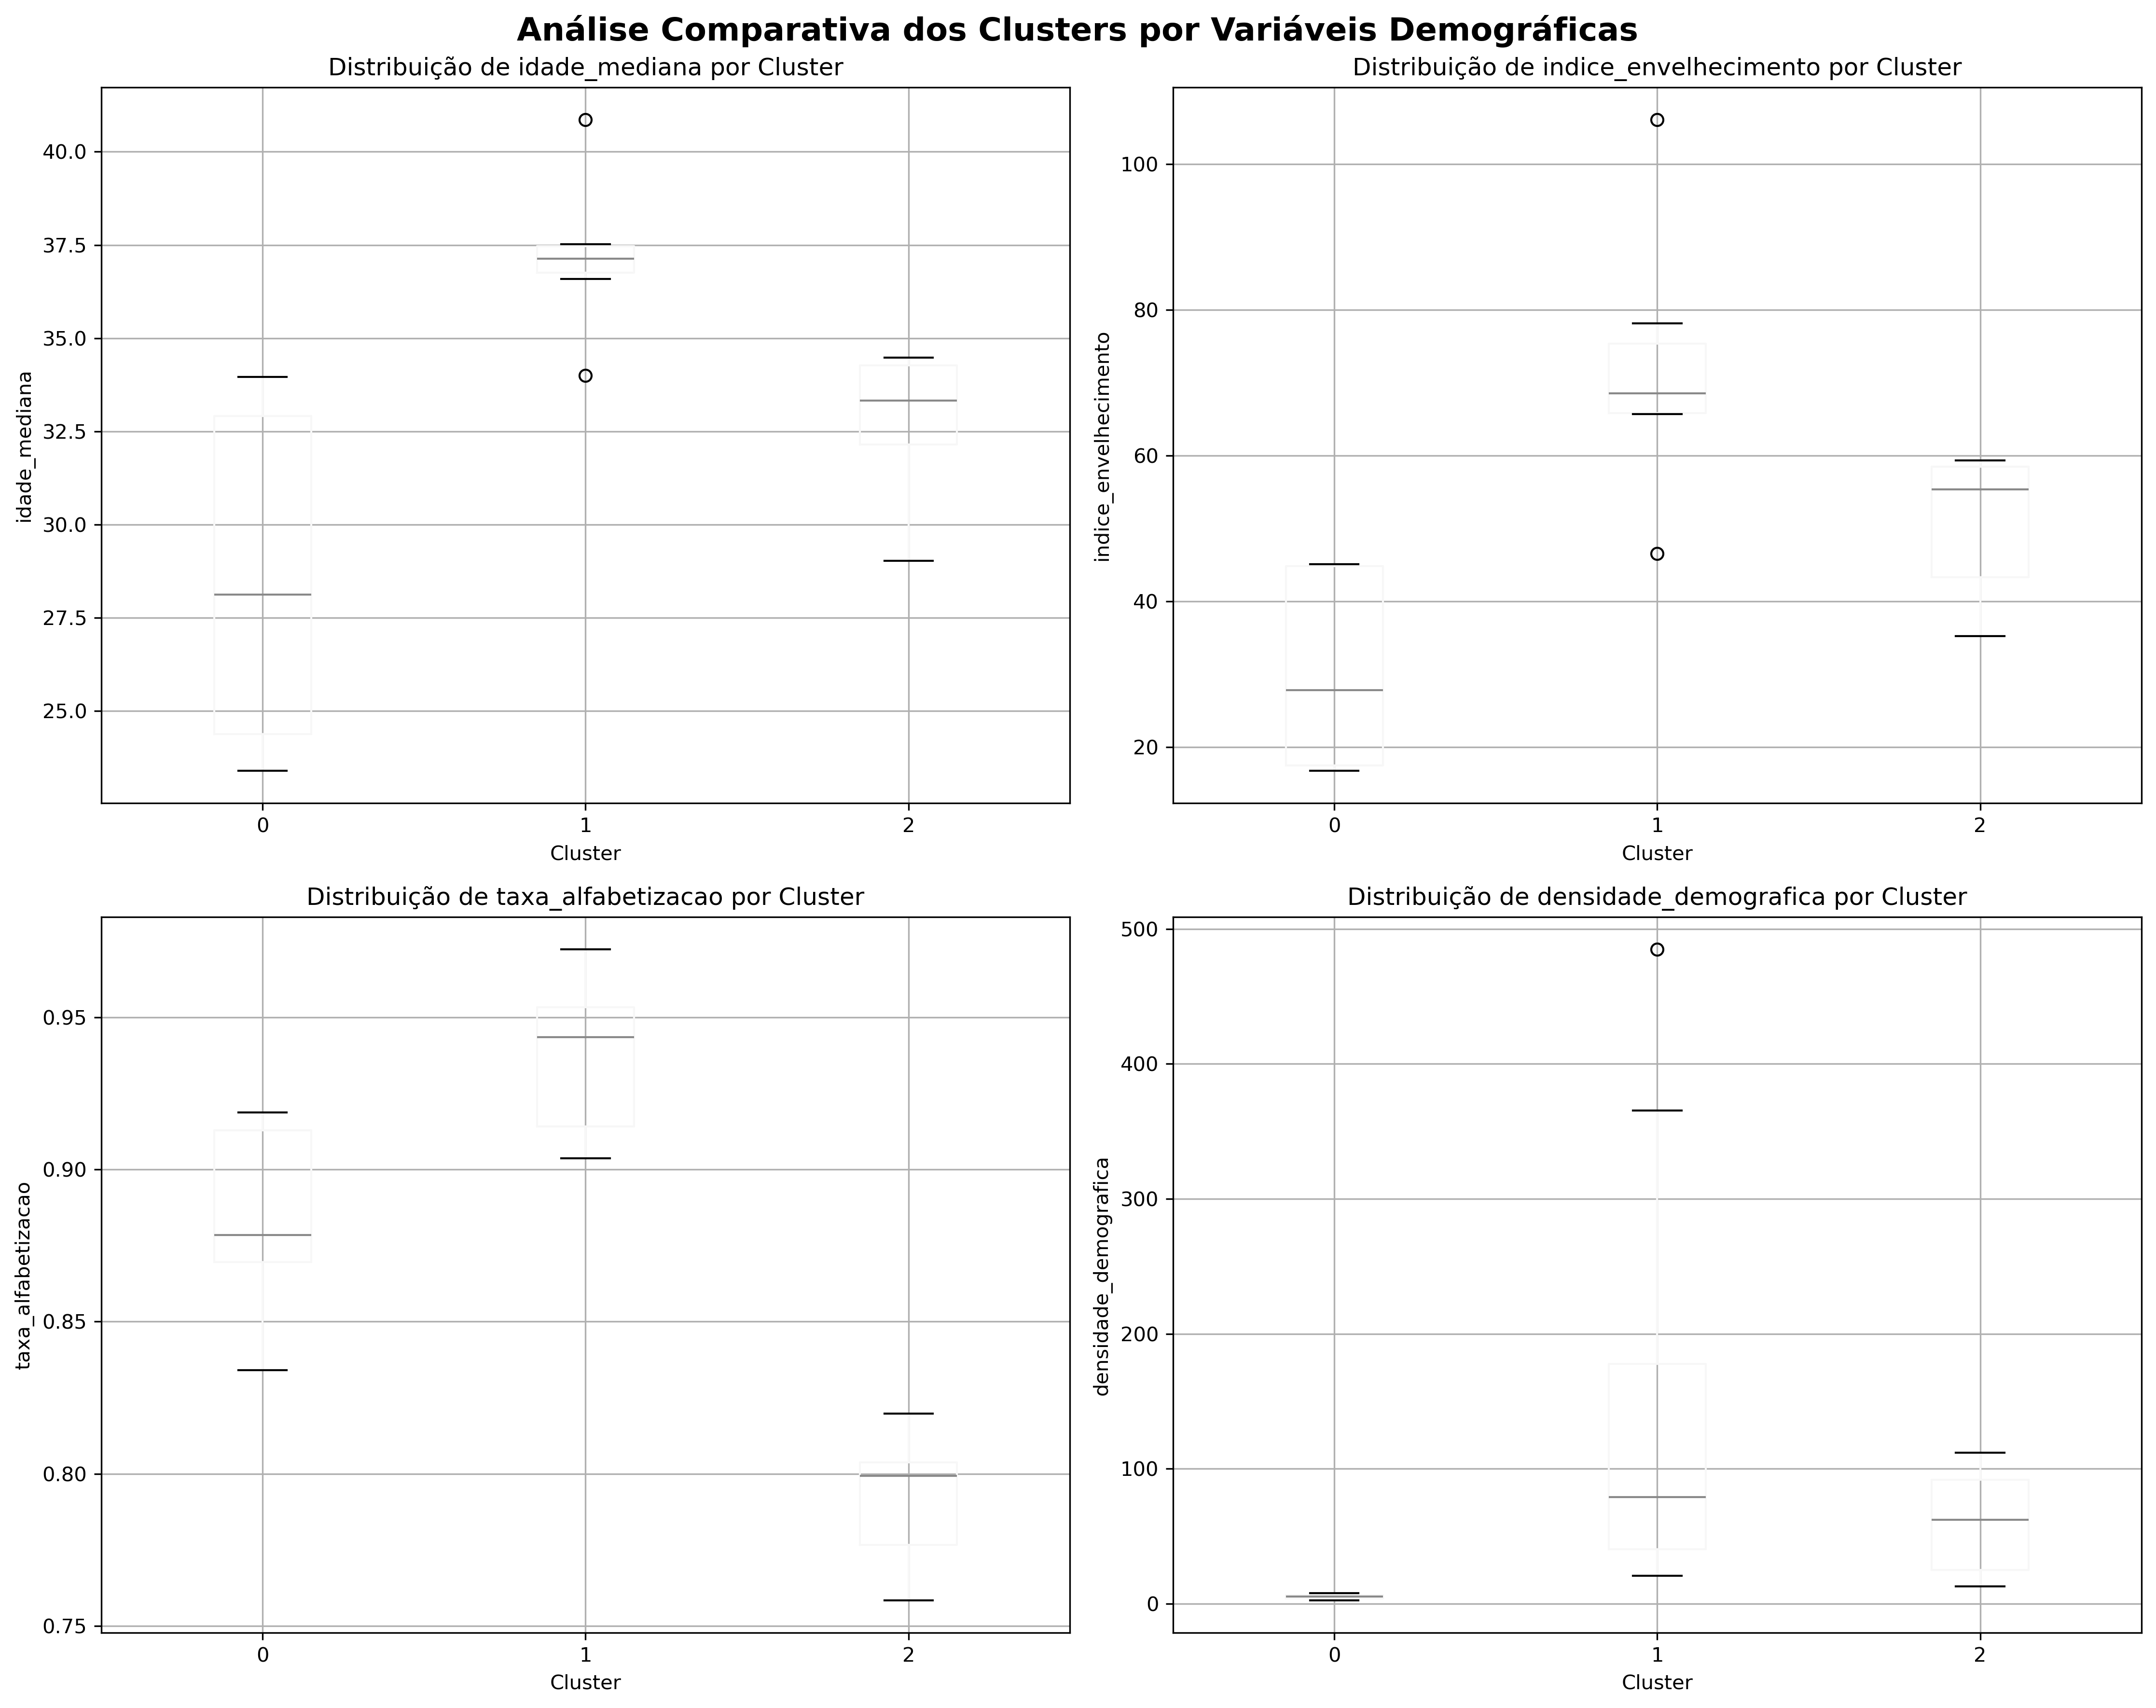 Análise Comparativa dos Clusters por Variáveis Demográficas
Distribuição de idade_mediana por Cluster
idade_mediana
40.0
37.5
35.0
32.5
30.0
27.5
25.0
0 1 2
Cluster
Distribuição de indice_envelhecimento por Cluster
indice_envelhecimento
100
80
60
40
20
0 1 2
Cluster
Distribuição de taxa_alfabetizacao por Cluster
taxa_alfabetizacao
0.95
0.90
0.85
0.80
0.75
0 1 2
Cluster
Distribuição de densidade_demografica por Cluster
densidade_demografica
500
400
300
200
100
0
0 1 2
Cluster